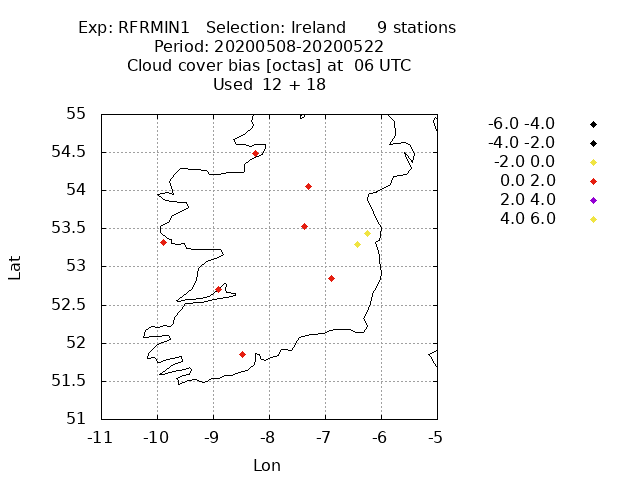 Exp: RFRMIN1   Selection: Ireland      9 stations
Period: 20200508-20200522
Cloud cover bias [octas] at  06 UTC
Used  12 + 18
55
54.5
54
53.5
53
52.5
52
51.5
51
-11 -10 -9 -8 -7 -6 -5
Lat
Lon
-6.0 -4.0
-4.0 -2.0
-2.0 0.0
0.0 2.0
2.0 4.0
4.0 6.0